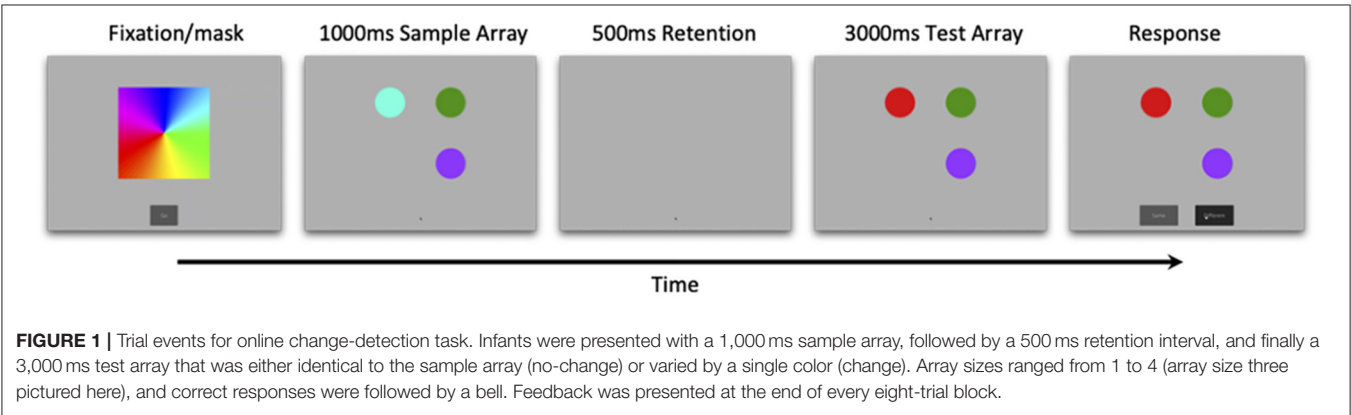 Fixation/mask
1000ms Sample Array
500ms Retention
3000ms Test Array
Response
Go
Same
Different
Time
FIGURE 1 | Trial events for online change-detection task. Infants were presented with a 1,000 ms sample array, followed by a 500 ms retention interval, and finally a
3,000 ms test array that was either identical to the sample array (no-change) or varied by a single color (change). Array sizes ranged from 1 to 4 (array size three
pictured here), and correct responses were followed by a bell. Feedback was presented at the end of every eight-trial block.